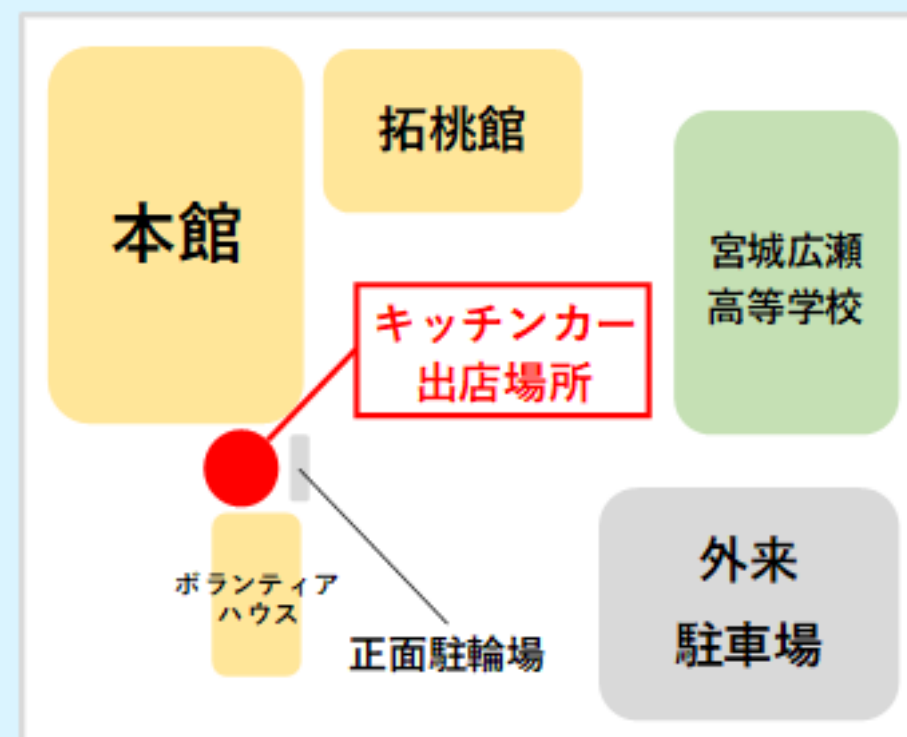 拓桃館
本館
宮城広瀬
高等学校
キッチンカー
出店場所
外来
駐車場
ボランティア
ハウス
正面駐輪場